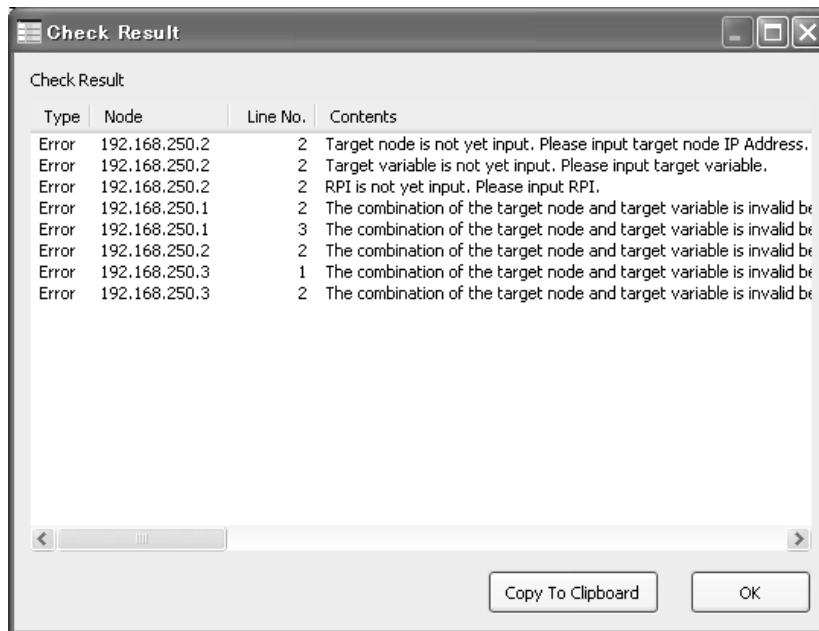 Check Result
Check Result
Type Node Line No. Contents
Error 192.168.250.2 2 Target node is not yet input. Please input target node IP Address.
Error 192.168.250.2 2 Target variable is not yet input. Please input target variable.
Error 192.168.250.2 2 RPI is not yet input. Please input RPI.
Error 192.168.250.1 2 The combination of the target node and target variable is invalid be
Error 192.168.250.1 3 The combination of the target node and target variable is invalid be
Error 192.168.250.2 2 The combination of the target node and target variable is invalid be
Error 192.168.250.3 1 The combination of the target node and target variable is invalid be
Error 192.168.250.3 2 The combination of the target node and target variable is invalid be
Copy To Clipboard OK